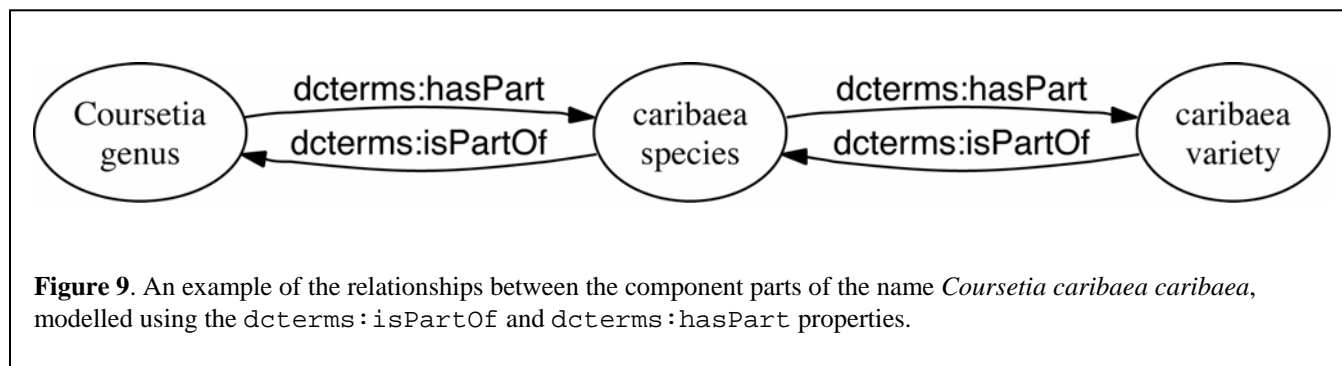 dcterms:hasPart dcterms:hasPart
Coursetia caribaea caribaea
genus species variety
dcterms:isPartOf dcterms:isPartOf
Figure 9. An example of the relationships between the component parts of the name Coursetia caribaea caribaea,
modelled using the dcterms:isPartOf and dcterms:hasPart properties.